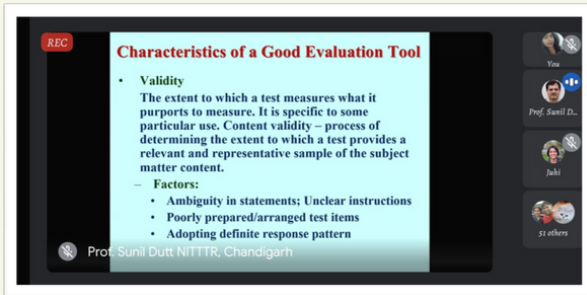 REC
Characteristics of a Good Evaluation Tool
• Validity
The extent to which a test measures what it
purports to measure. It is specific to some
particular use. Content validity – process of
determining the extent to which a test provides a
relevant and representative sample of the subject
matter content.
– Factors:
• Ambiguity in statements; Unclear instructions
• Poorly prepared/arranged test items
• Adopting definite response pattern
Prof. Sunil Dutt NITTTR, Chandigarh
You
Prof. Sunil D...
Juhi
51 others